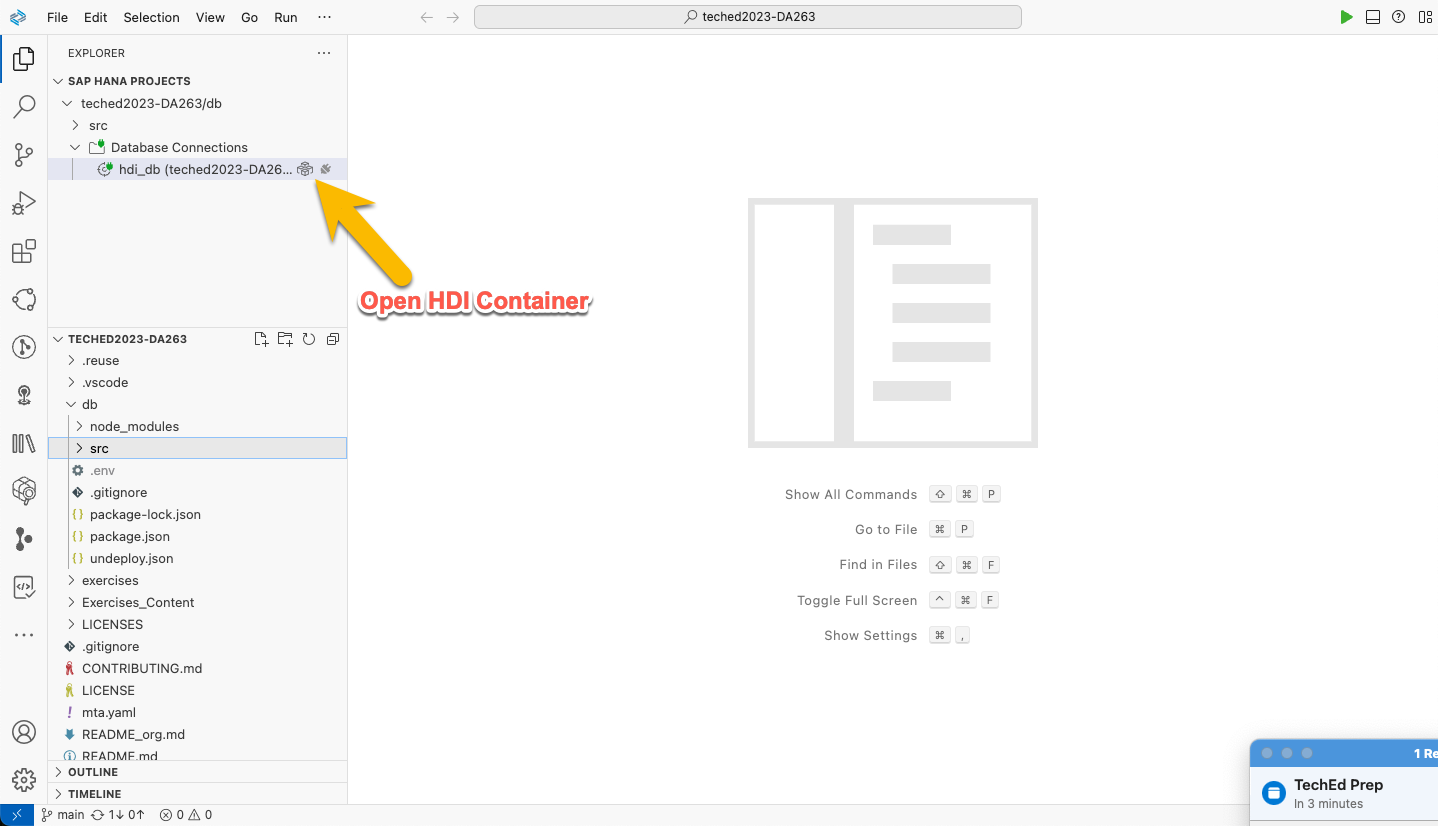 File Edit Selection View Go Run ···
teched2023-DA263
EXPLORER
SAP HANA PROJECTS
teched2023-DA263/db
src
Database Connections
hdi_db (teched2023-DA26...
Open HDI Container
TECHED2023-DA263
.reuse
.vscode
db
node_modules
src
.env
.gitignore
package-lock.json
package.json
undeploy.json
exercises
Exercises_Content
LICENSES
.gitignore
CONTRIBUTING.md
LICENSE
mta.yaml
README_org.md
README.md
OUTLINE
TIMELINE
main 1↓ 0↑ 0 0
Show All Commands ⇧ ⌘ P
Go to File ⌘ P
Find in Files ⇧ ⌘ F
Toggle Full Screen ^ ⌘ F
Show Settings ⌘ ,
1 Re
TechEd Prep
In 3 minutes